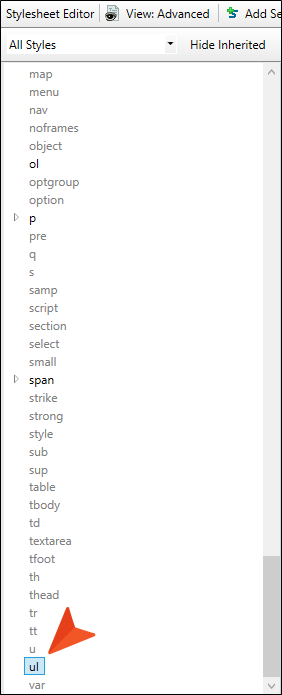 Stylesheet Editor View: Advanced Add Se
All Styles Hide Inherited
map
menu
nav
noframes
object
ol
optgroup
option
p
pre
q
s
samp
script
section
select
small
span
strike
strong
style
sub
sup
table
tbody
td
textarea
tfoot
th
thead
tr
tt
u
ul
var